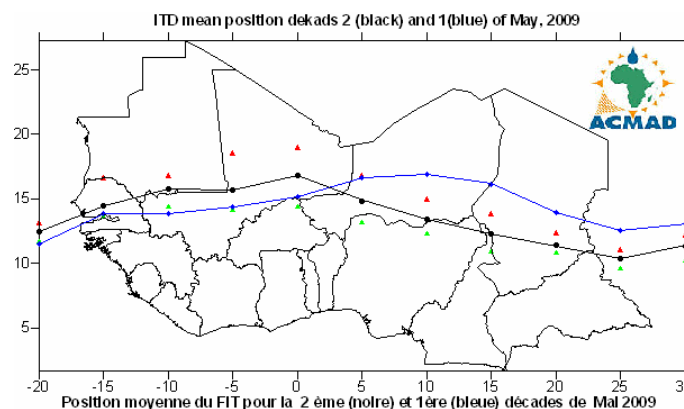 ITD mean position dekads 2 (black) and 1(blue) of May, 2009
ACMAD
25
20
15
10
5
-20 -15 -10 -5 0 5 10 15 20 25 30
Position moyenne du FIT pour la 2 ème (noire) et 1ère (bleue) décades de Mai 2009